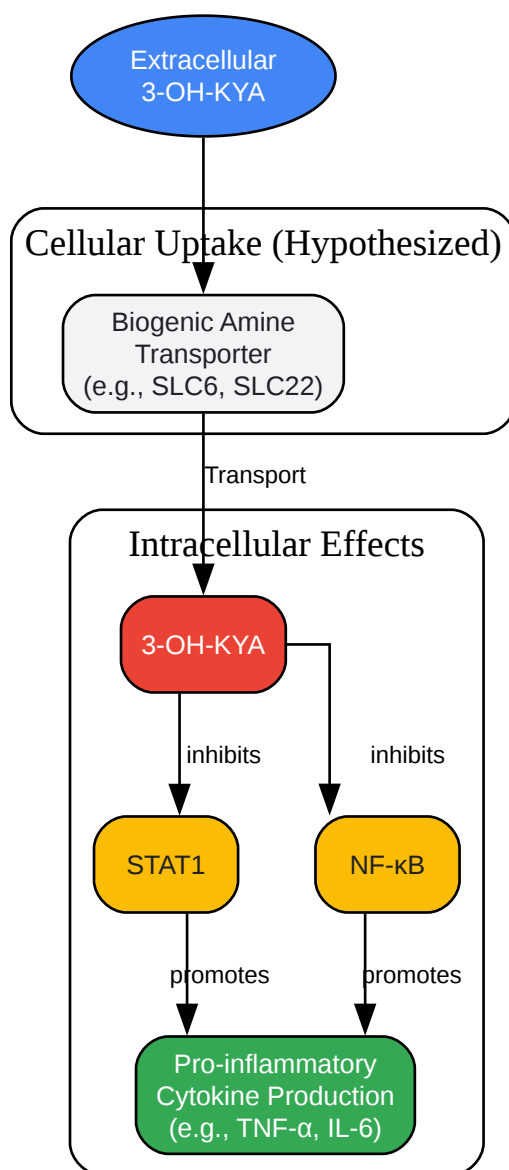 Extracellular
3-OH-KYA
Cellular Uptake (Hypothesized)
Biogenic Amine
Transporter
(e.g., SLC6, SLC22)
Transport
Intracellular Effects
3-OH-KYA
inhibits
inhibits
STAT1
NF-κB
promotes
promotes
Pro-inflammatory
Cytokine Production
(e.g., TNF-α, IL-6)